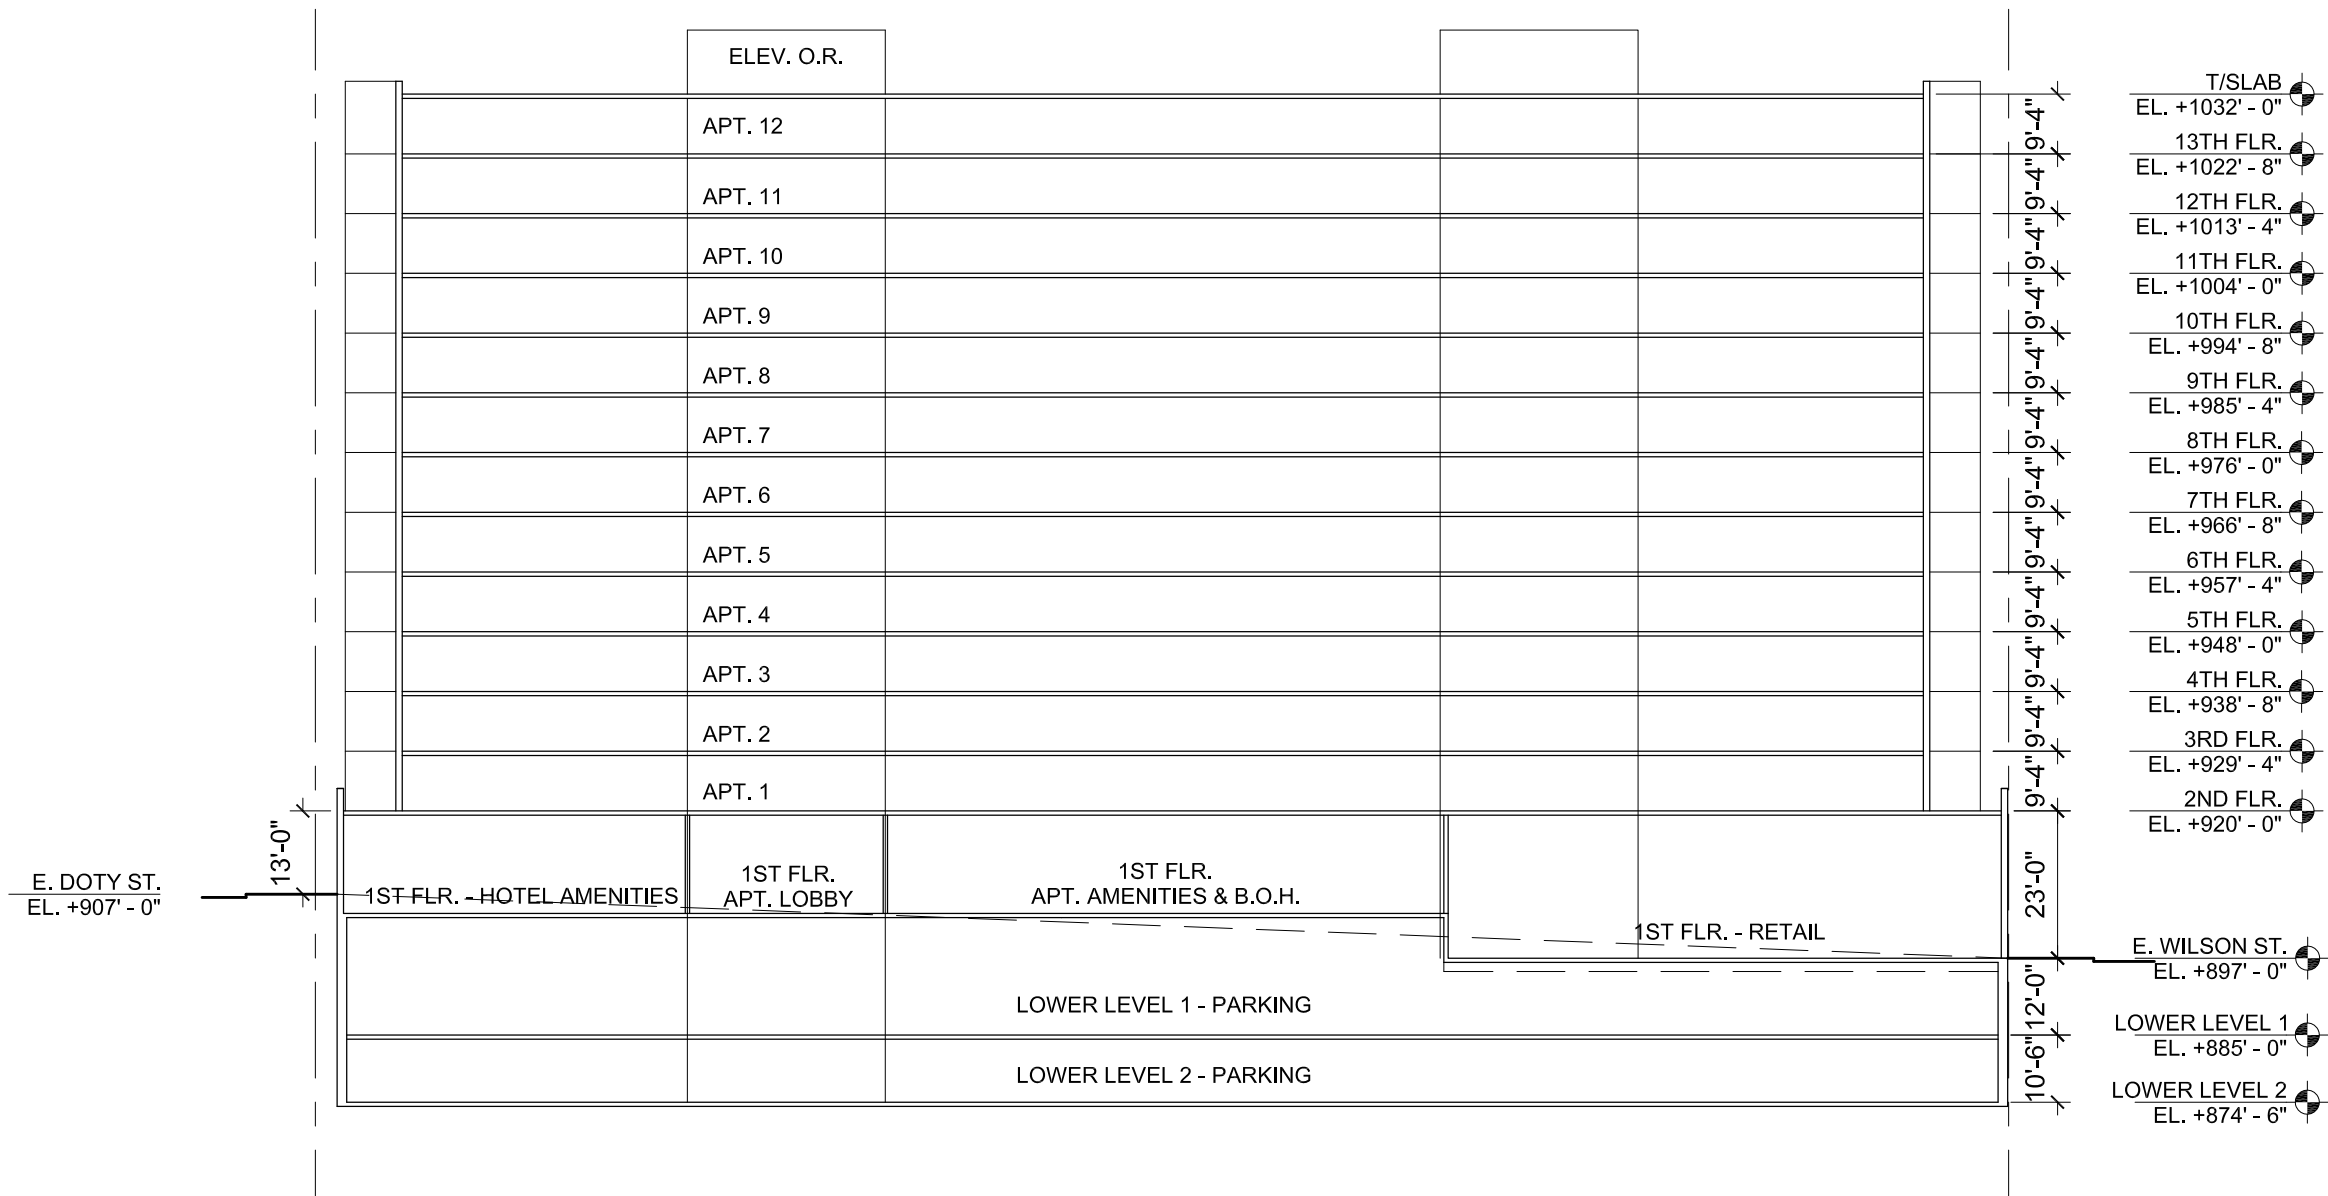 ELEV. O.R.
T/SLAB
EL. +1032' - 0"
9'-4"
APT. 12
13TH FLR.
EL. +1022' - 8"
9'-4"
APT. 11
12TH FLR.
EL. +1013' - 4"
9'-4"
APT. 10
11TH FLR.
EL. +1004' - 0"
9'-4"
APT. 9
10TH FLR.
EL. +994' - 8"
9'-4"
APT. 8
9TH FLR.
EL. +985' - 4"
9'-4"
APT. 7
8TH FLR.
EL. +976' - 0"
9'-4"
APT. 6
7TH FLR.
EL. +966' - 8"
9'-4"
APT. 5
6TH FLR.
EL. +957' - 4"
9'-4"
APT. 4
5TH FLR.
EL. +948' - 0"
9'-4"
APT. 3
4TH FLR.
EL. +938' - 8"
9'-4"
APT. 2
3RD FLR.
EL. +929' - 4"
9'-4"
APT. 1
2ND FLR.
EL. +920' - 0"
13'-0"
E. DOTY ST.
EL. +907' - 0"
1ST FLR. - HOTEL AMENITIES
1ST FLR.
APT. LOBBY
1ST FLR.
APT. AMENITIES & B.O.H.
1ST FLR. - RETAIL
23'-0"
E. WILSON ST.
EL. +897' - 0"
12'-0"
LOWER LEVEL 1 - PARKING
LOWER LEVEL 1
EL. +885' - 0"
10'-6"
LOWER LEVEL 2 - PARKING
LOWER LEVEL 2
EL. +874' - 6"